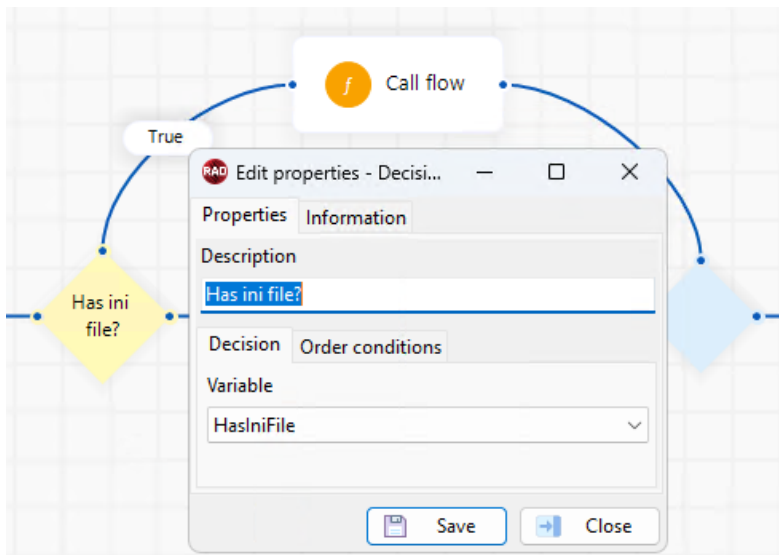 f
Call flow
True
RAD Edit properties - Decisi...
Properties Information
Has ini
file?
Description
Has ini file?
Decision Order conditions
Variable
HasIniFile
Save Close